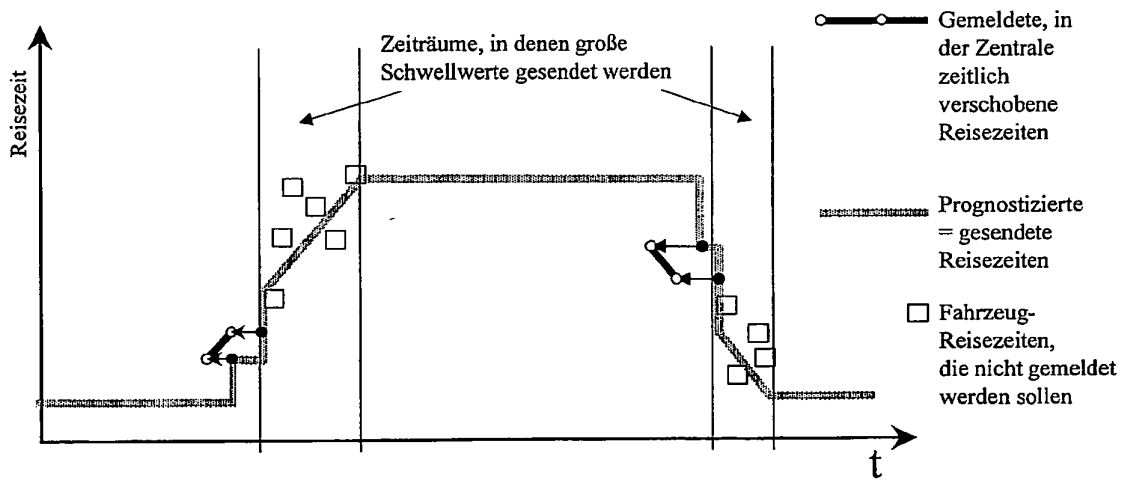 Reisezeit
Zeiträume, in denen große
Schwellwerte gesendet werden
t
Gemeldete, in
der Zentrale
zeitlich
verschobene
Reisezeiten
Prognostizierte
= gesendete
Reisezeiten
Fahrzeug-
Reisezeiten,
die nicht gemeldet
werden sollen